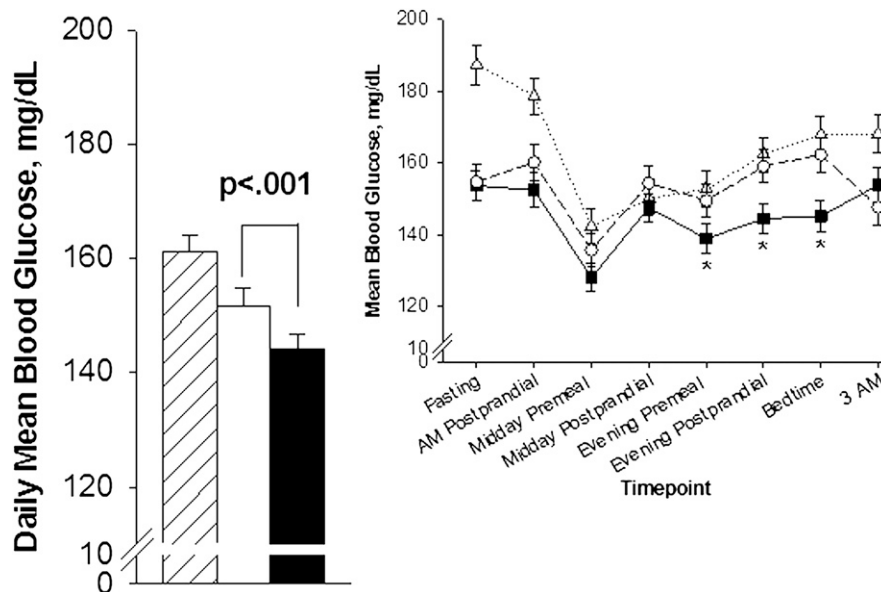 Daily Mean Blood Glucose, mg/dL
200
180
160
140
120
10
0
p<.001
Mean Blood Glucose, mg/dL
200
180
160
140
120
10
0
*
*
*
Fasting
AM Postprandial
Midday Premeal
Midday Postprandial
Evening Premeal
Evening Postprandial
Bedtime
3 AM
Timepoint